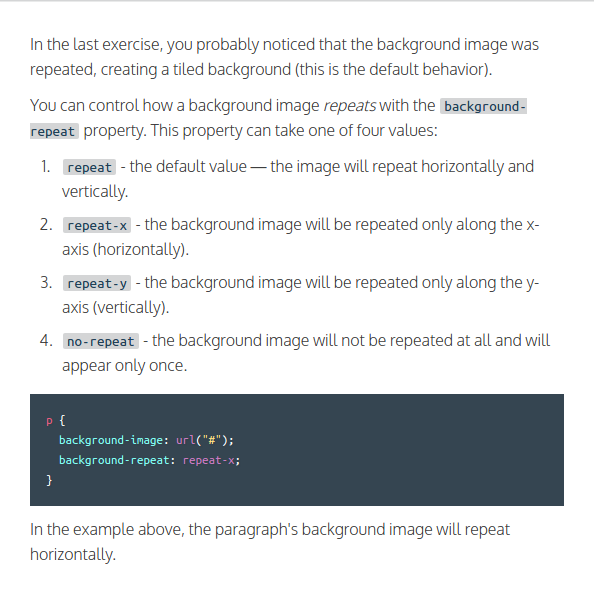 In the last exercise, you probably noticed that the background image was
repeated, creating a tiled background (this is the default behavior).
You can control how a background image repeats with the background-
repeat property. This property can take one of four values:
1. repeat - the default value — the image will repeat horizontally and
vertically.
2. repeat-x - the background image will be repeated only along the x-
axis (horizontally).
3. repeat-y - the background image will be repeated only along the y-
axis (vertically).
4. no-repeat - the background image will not be repeated at all and will
appear only once.
p {
  background-image: url("#");
  background-repeat: repeat-x;
}
In the example above, the paragraph's background image will repeat
horizontally.